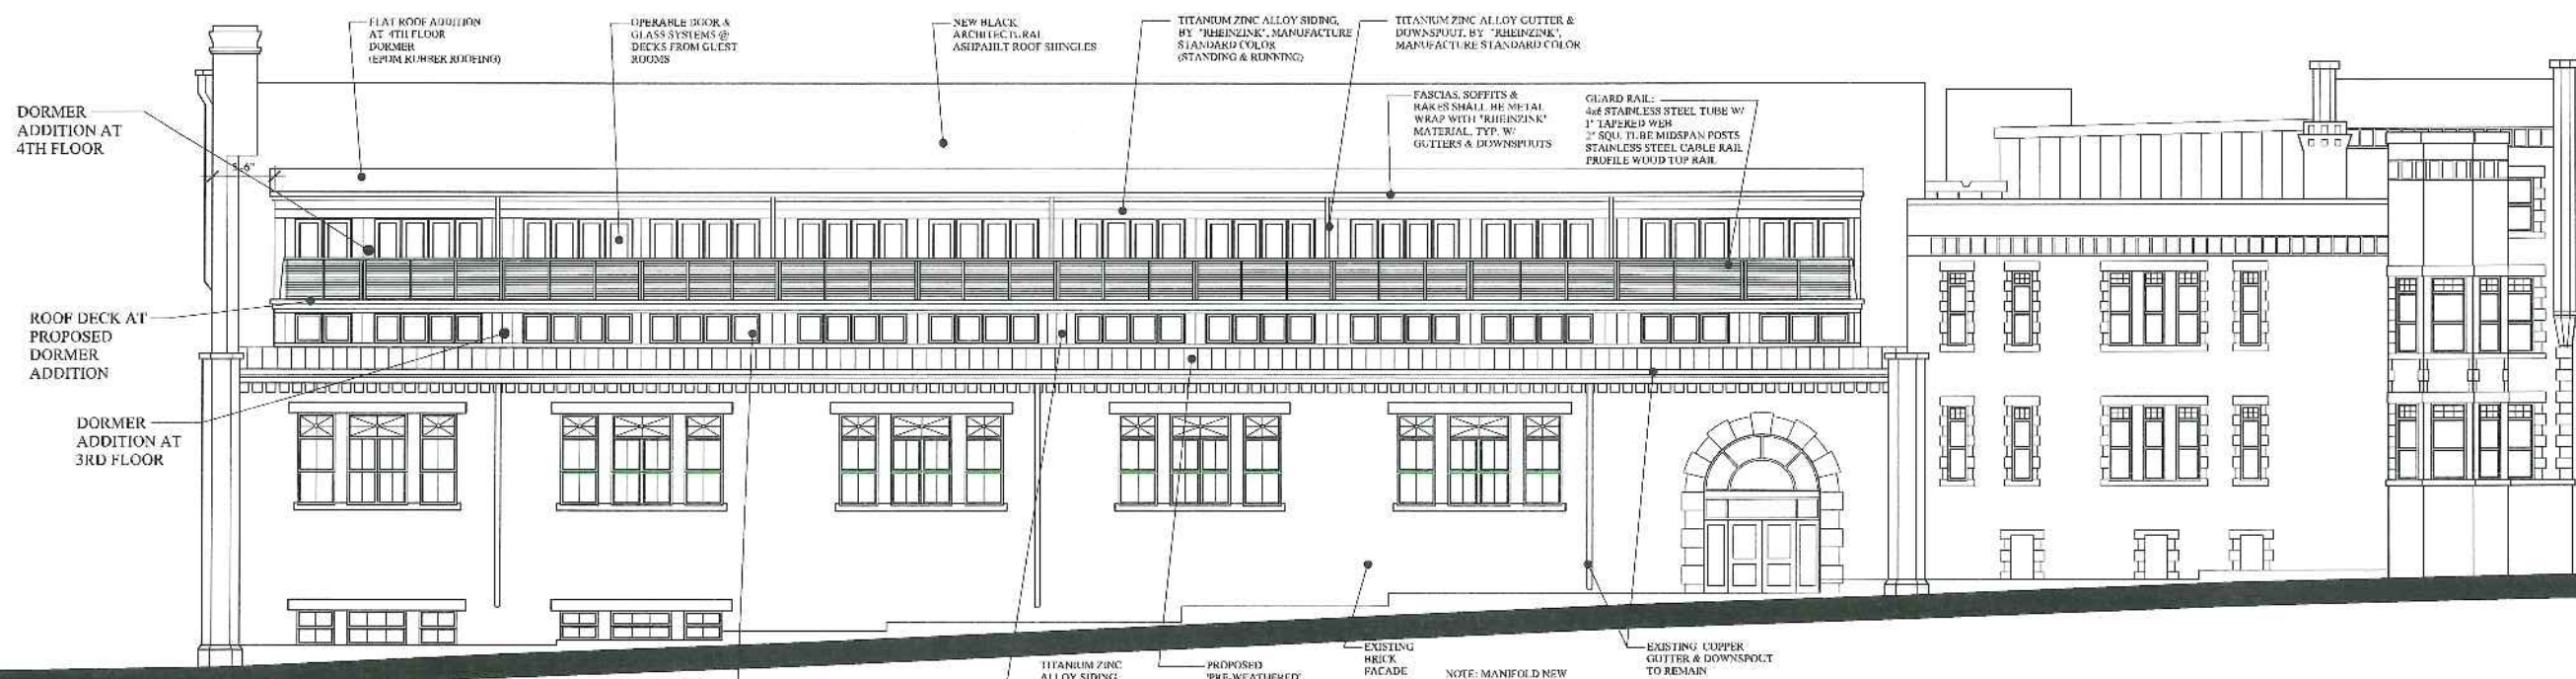 FLAT ROOF ADDITION
AT 4TH FLOOR
DORMER
(EPDM RUBBER ROOFING)
OPERABLE DOOR &
GLASS SYSTEMS @
DECKS FROM GUEST
ROOMS
NEW BLACK
ARCHITECTURAL
ASHPAHLT ROOF SHINGLES
TITANIUM ZINC ALLOY SIDING,
BY "RHEINZINK", MANUFACTURE
STANDARD COLOR
(STANDING & RUNNING)
TITANIUM ZINC ALLOY GUTTER &
DOWNSPOUT, BY "RHEINZINK",
MANUFACTURE STANDARD COLOR
FASCIAS, SOFFITS &
RAKES SHALL BE METAL
WRAP WITH "RHEINZINK"
MATERIAL, TYP. W/
GUTTERS & DOWNSPOUTS
GUARD RAIL:
4x6 STAINLESS STEEL TUBE W/
1" TAPERED WEB
2" SQU. TUBE MIDSPAN POSTS
STAINLESS STEEL CABLE RAIL
PROFILE WOOD TOP RAIL
DORMER
ADDITION AT
4TH FLOOR
5'-6"
ROOF DECK AT
PROPOSED
DORMER
ADDITION
DORMER
ADDITION AT
3RD FLOOR
TITANIUM ZINC
ALLOY SIDING
PROPOSED
'PRE-WEATHERED'
EXISTING
BRICK
FACADE
NOTE: MANIFOLD NEW
EXISTING COPPER
GUTTER & DOWNSPOUT
TO REMAIN